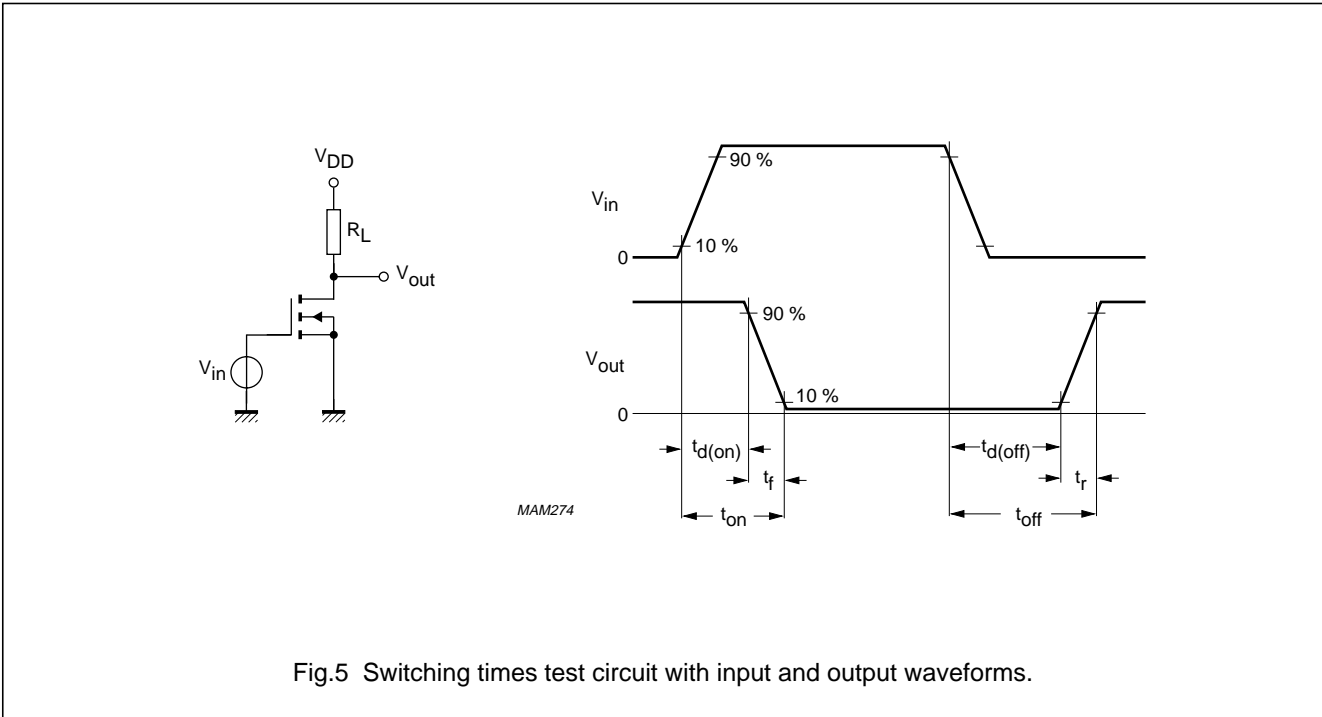 VDD
RL
Vout
Vin
MAM274
Vin
90 %
10 %
0
90 %
Vout
10 %
0
td(on)
tf
ton
td(off)
tr
toff
Fig.5 Switching times test circuit with input and output waveforms.